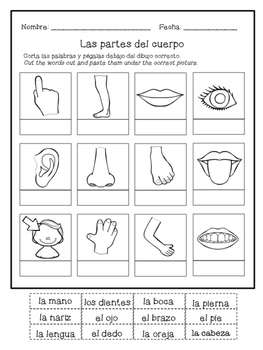 Nombre: Fecha:
Las partes del cuerpo
Corta las palabras y pégalas debajo del dibujo correcto.
Cut the words out and paste them under the correct picture.
la mano los dientes la boca la pierna
la nariz el ojo el brazo el pie
la lengua el dedo la oreja la cabeza